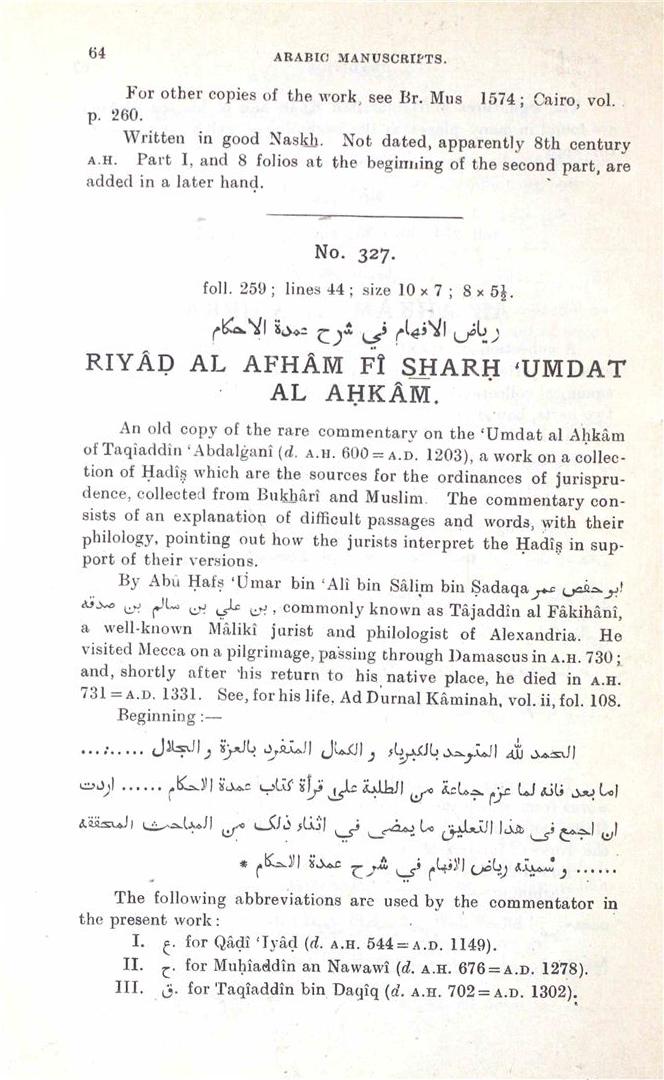 64
ARABIC MANUSCRIPTS.
For other copies of the work, see Br. Mus 1574; Cairo, vol.
p. 260.
Written in good Naskh. Not dated, apparently 8th century
A.H. Part I, and 8 folios at the beginning of the second part, are
added in a later hand.
No. 327.
foll. 259; lines 44; size 10 × 7; 8 × 5½.
رياض الافهام في شرح عمدة الاحكام
RIYÂḌ AL AFHÂM FÎ SHARḤ ‘UMDAT
AL AḤKÂM.
An old copy of the rare commentary on the ‘Umdat al Aḥkâm
of Taqîaddîn ‘Abdalġanî (d. A.H. 600 = A.D. 1203), a work on a collec-
tion of Ḥadîṣ which are the sources for the ordinances of jurispru-
dence, collected from Bukhârî and Muslim. The commentary con-
sists of an explanation of difficult passages and words, with their
philology, pointing out how the jurists interpret the Ḥadîṣ in sup-
port of their versions.
By Abû Ḥafṣ ‘Umar bin ‘Alî bin Sâlim bin Ṣadaqa ابو حفص عمر
بن علي بن سالم بن صدقه, commonly known as Tâjaddîn al Fâkihânî,
a well-known Mâlikî jurist and philologist of Alexandria. He
visited Mecca on a pilgrimage, passing through Damascus in A.H. 730;
and, shortly after his return to his native place, he died in A.H.
731 = A.D. 1331. See, for his life, Ad Durnal Kâminah, vol. ii, fol. 108.
Beginning :—
الحمد لله المتوحد بالكبرياء و الكمال المتفرد بالعزة و الجلال .........
اما بعد فانه لما عزم جماعة من الطلبة على قرأة كتاب عمدة الاحكام ...... اردت
ان اجمع في هذا التعليق ما يمضى في اثناء ذلك من المباحث المحققة
...... و سميته رياض الافهام في شرح عمدة الاحكام *
The following abbreviations are used by the commentator in
the present work:
I. ع. for Qâḍî ‘Iyâḍ (d. A.H. 544 = A.D. 1149).
II. ح. for Muḥîaddîn an Nawawî (d. A.H. 676 = A.D. 1278).
III. ق. for Taqîaddîn bin Daqîq (d. A.H. 702 = A.D. 1302).